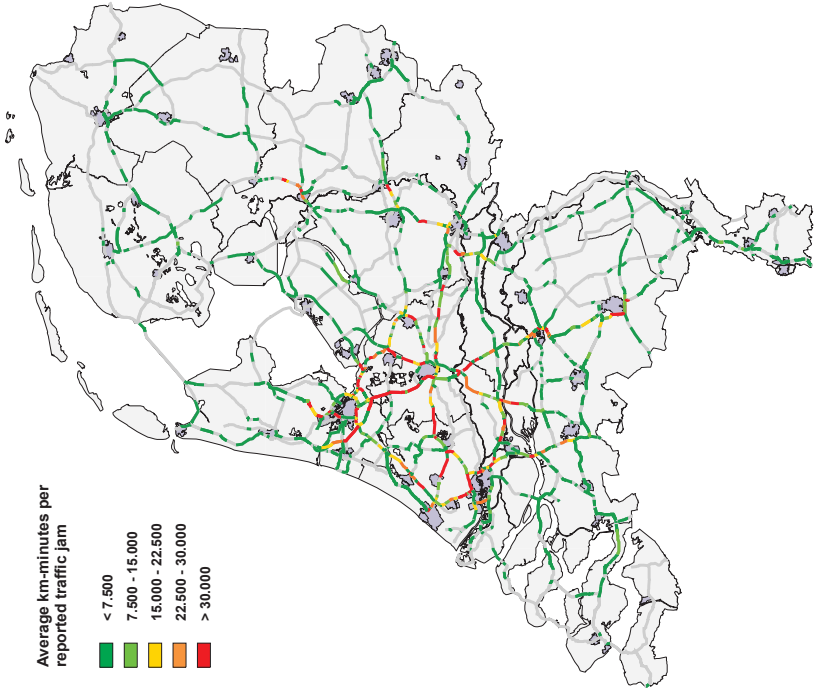 Average km-minutes per
reported traffic jam
< 7.500
7.500 - 15.000
15.000 - 22.500
22.500 - 30.000
> 30.000